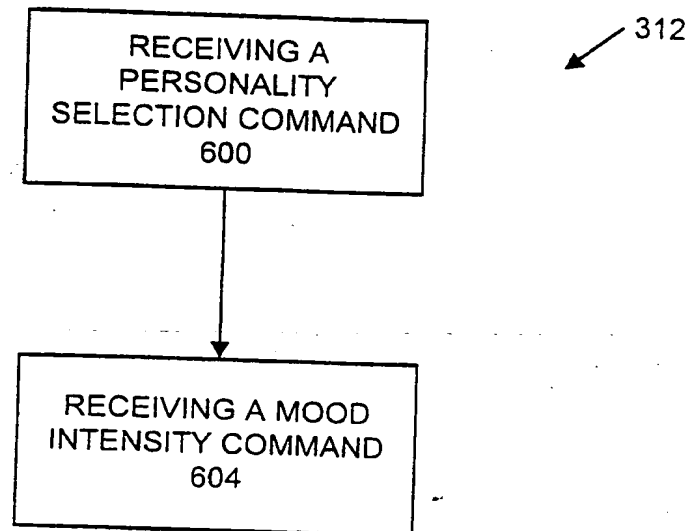 312
RECEIVING A
PERSONALITY
SELECTION COMMAND
600
RECEIVING A MOOD
INTENSITY COMMAND
604